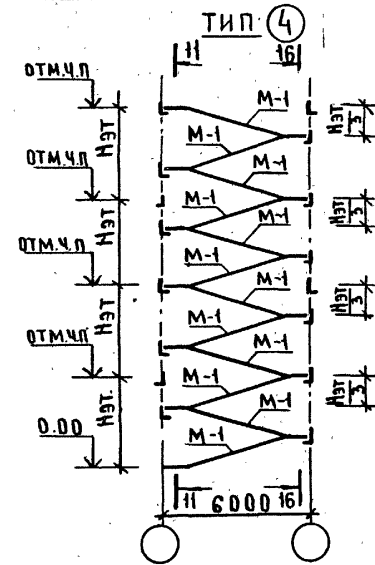 ТИП 4
11 16
ОТМ.Ч.П
М-1
Нэт
Нэт
3
М-1
ОТМ.Ч.П
М-1
М-1
Нэт
Нэт
3
М-1
ОТМ.Ч.П
М-1
М-1
Нэт
Нэт
3
М-1
ОТМ.Ч.П
М-1
М-1
Нэт
3
Нэт.
М-1
0.00
М-1
11 16
6000